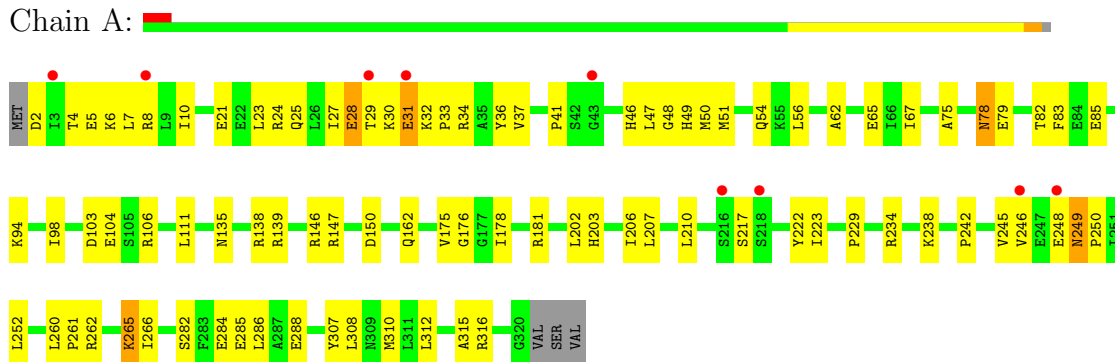 Chain A:
MET D2 I3 T4 E5 K6 L7 R8 L9 I10 E21 E22 L23 R24 Q25 L26 I27 E28 T29 K30 E31 K32 P33 R34 A35 Y36 V37 P41 S42 G43 H46 L47 G48 H49 M50 M51 Q54 K55 L56 A62 E65 I66 I67 A75 N78 E79 T82 F83 E84 E85
K94 I98 D103 E104 S105 R106 L111 N135 R138 R139 R146 R147 D150 Q162 V175 G176 G177 I178 R181 L202 H203 I206 L207 L210 S216 S217 S218 Y222 I223 P229 R234 K238 P242 V245 V246 E247 E248 N249 P250 I251
L252 L260 P261 R262 K265 I266 S282 F283 E284 E285 L286 A287 E288 Y307 L308 N309 M310 L311 L312 A315 R316 G320 VAL SER VAL